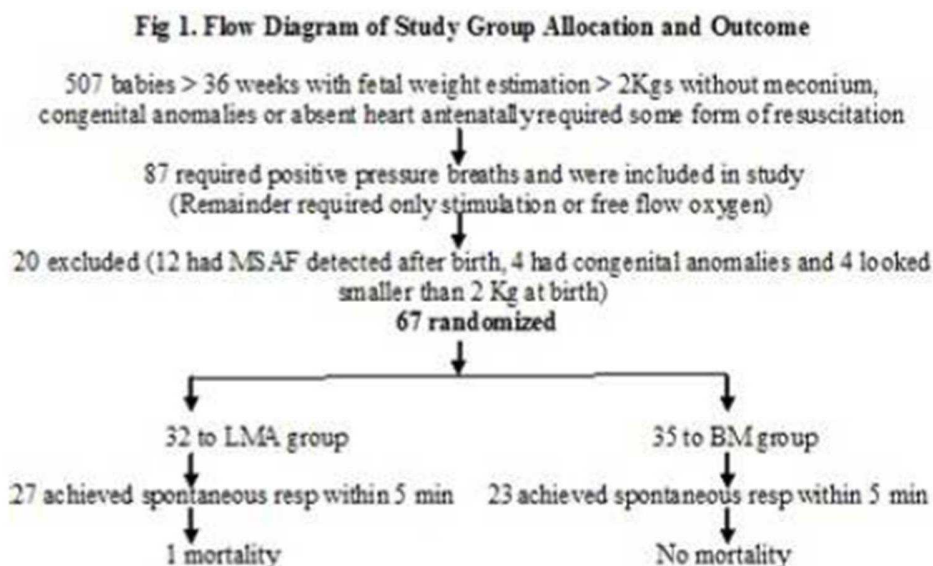 Fig 1. Flow Diagram of Study Group Allocation and Outcome
507 babies > 36 weeks with fetal weight estimation > 2Kgs without meconium,
congenital anomalies or absent heart antenatally required some form of resuscitation
87 required positive pressure breaths and were included in study
(Remainder required only stimulation or free flow oxygen)
20 excluded (12 had MSAF detected after birth, 4 had congenital anomalies and 4 looked
smaller than 2 Kg at birth)
67 randomized
32 to LMA group
35 to BM group
27 achieved spontaneous resp within 5 min
23 achieved spontaneous resp within 5 min
1 mortality
No mortality